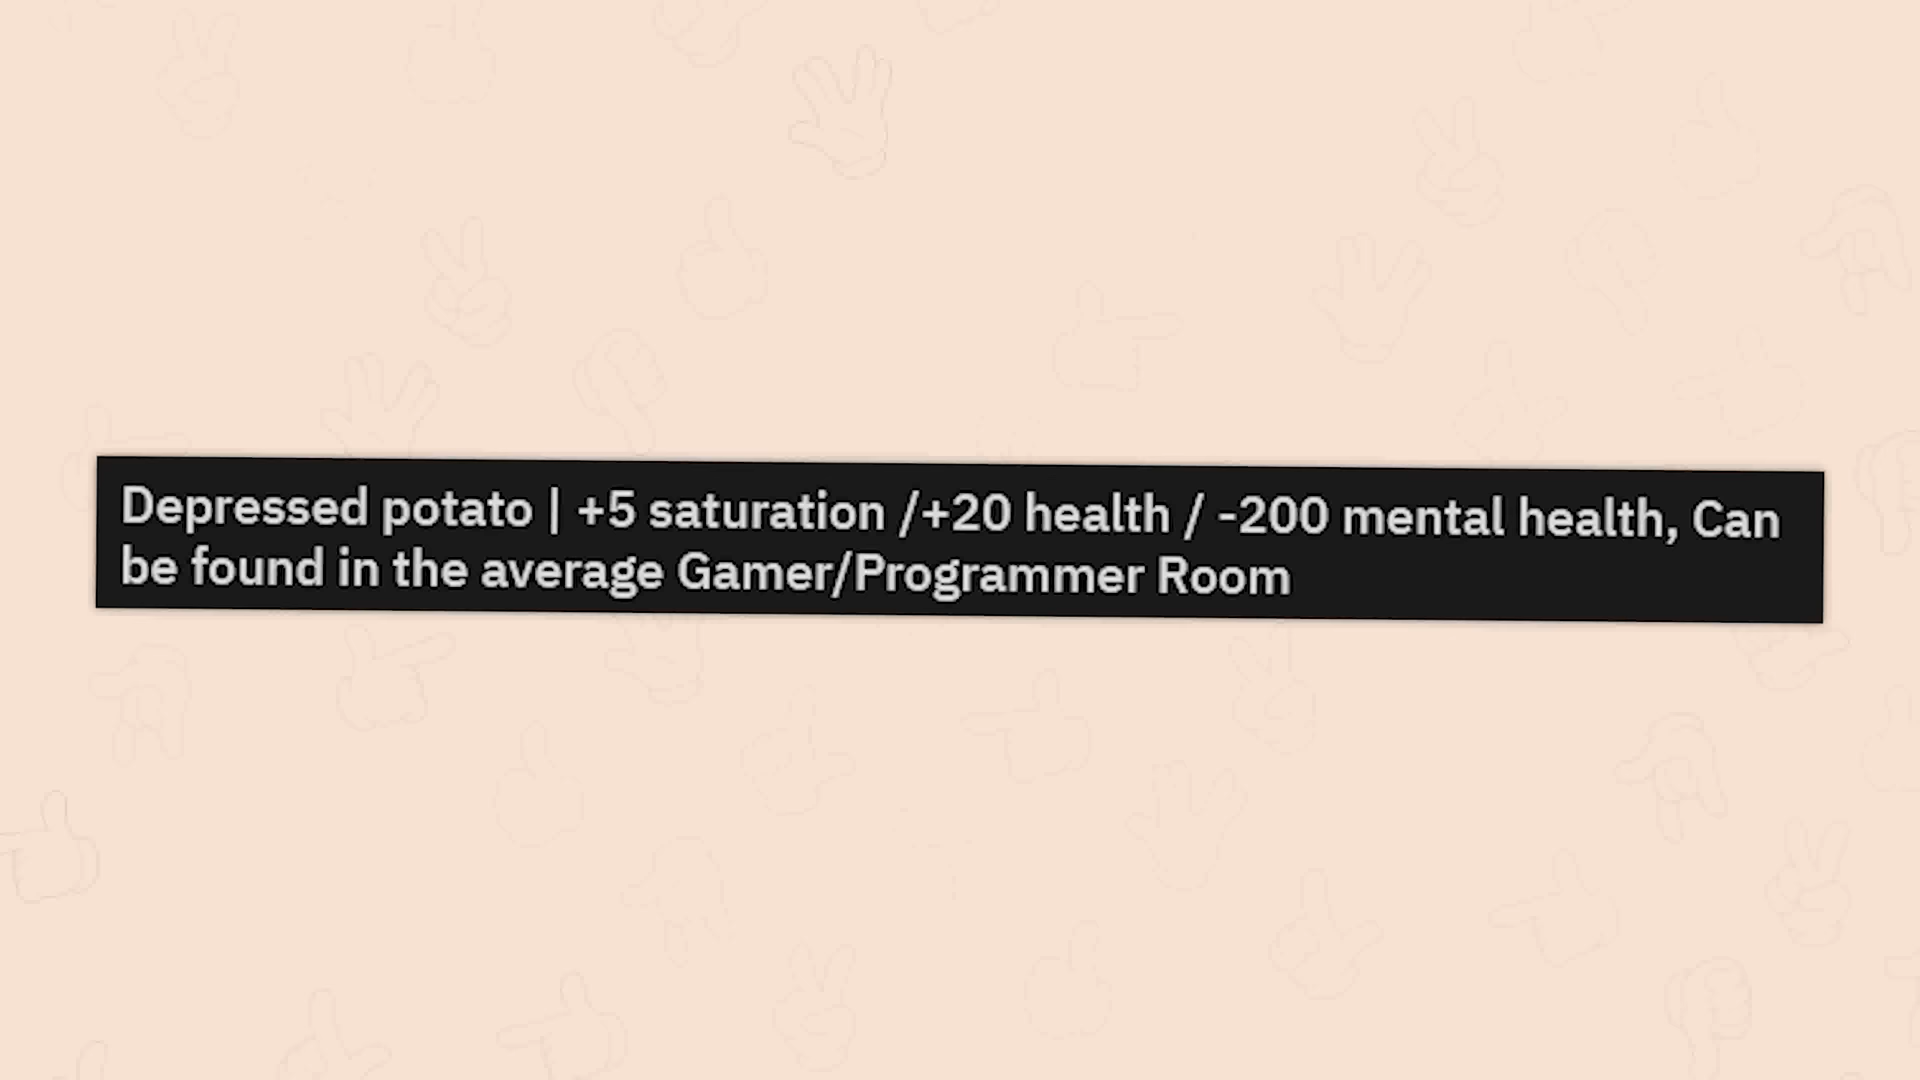 Depressed potato | +5 saturation /+20 health / -200 mental health, Can
be found in the average Gamer/Programmer Room